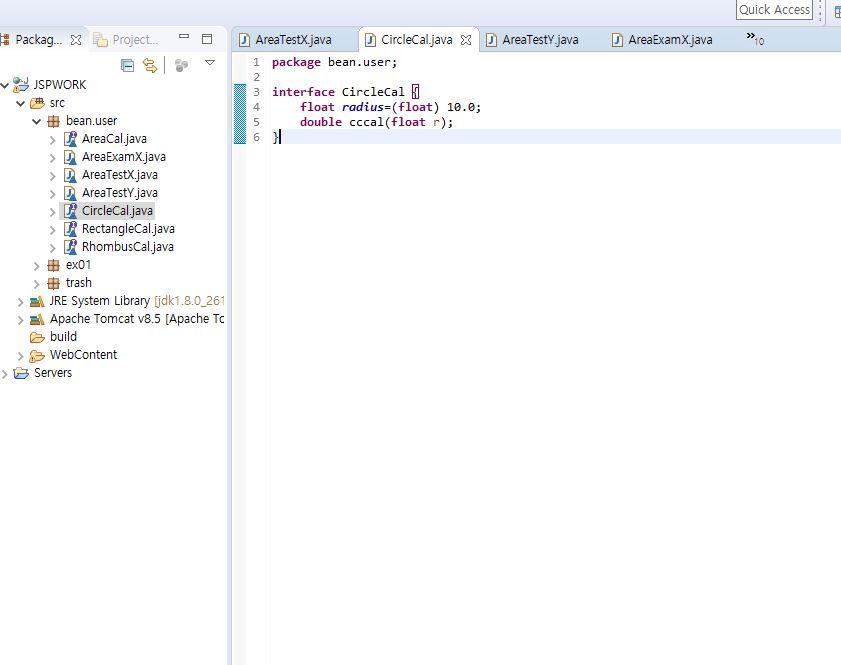 Quick Access
Packag...
Project...
AreaTestX.java
CircleCal.java
AreaTestY.java
AreaExamX.java
»10
JSPWORK
src
bean.user
AreaCal.java
AreaExamX.java
AreaTestX.java
AreaTestY.java
CircleCal.java
RectangleCal.java
RhombusCal.java
ex01
trash
JRE System Library [jdk1.8.0_261
Apache Tomcat v8.5 [Apache To
build
WebContent
Servers
1 package bean.user;
2
3 interface CircleCal {
4 float radius=(float) 10.0;
5 double cccal(float r);
6 }